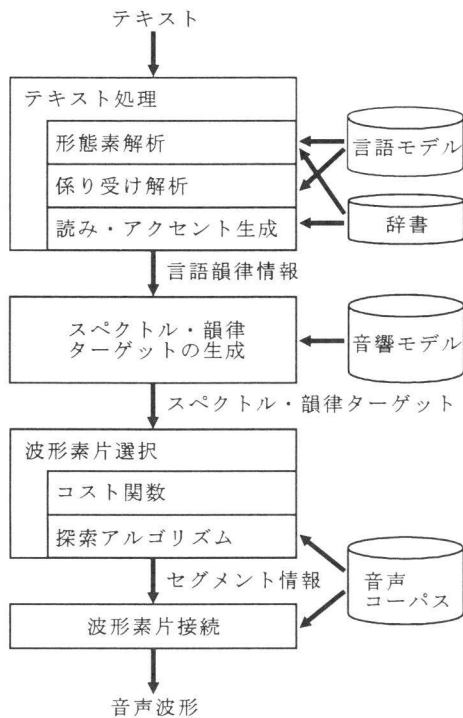 テキスト
テキスト処理
形態素解析
言語モデル
係り受け解析
読み・アクセント生成
辞書
言語韻律情報
スペクトル・韻律
ターゲットの生成
音響モデル
スペクトル・韻律ターゲット
波形素片選択
コスト関数
探索アルゴリズム
セグメント情報
音声
コーパス
波形素片接続
音声波形